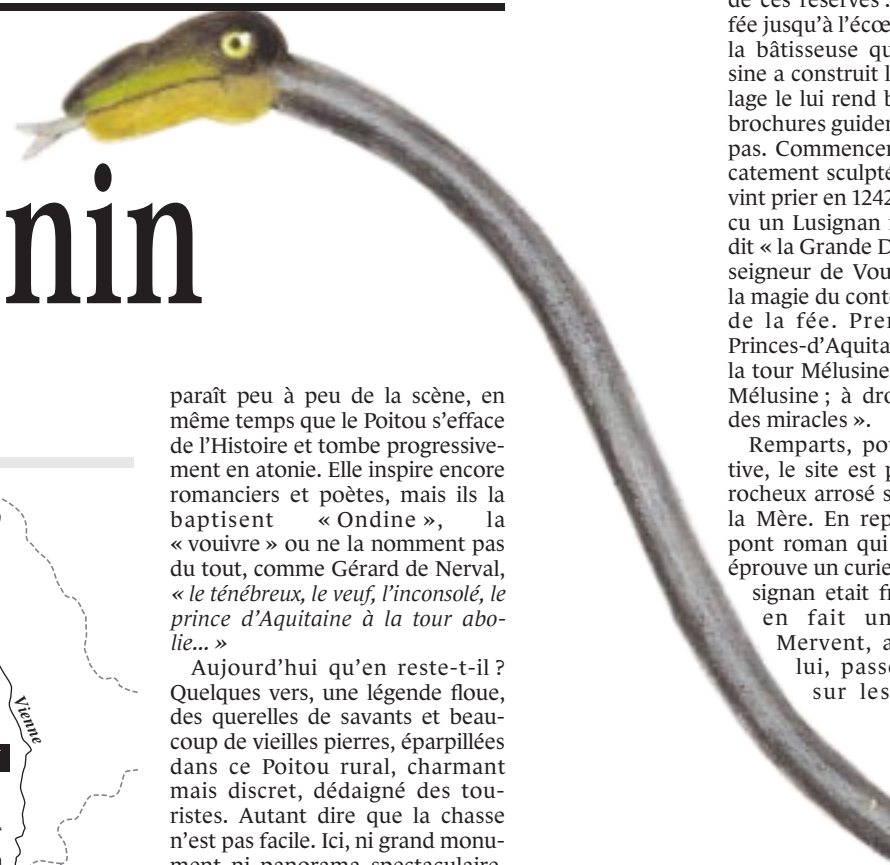 nin
paraît peu à peu de la scène, en
même temps que le Poitou s’efface
de l’Histoire et tombe progressive-
ment en atonie. Elle inspire encore
romanciers et poètes, mais ils la
baptisent « Ondine », la
« vouivre » ou ne la nomment pas
du tout, comme Gérard de Nerval,
« le ténébreux, le veuf, l’inconsolé, le
prince d’Aquitaine à la tour abo-
lie... »
Aujourd’hui qu’en reste-t-il ?
Quelques vers, une légende floue,
des querelles de savants et beau-
coup de vieilles pierres, éparpillées
dans ce Poitou rural, charmant
mais discret, dédaigné des tou-
ristes. Autant dire que la chasse
n’est pas facile. Ici, ni grand monu-
ment ni panorama spectaculaire
Vienne
de ces réserves :
fée jusqu’à l’écœ
la bâtisseuse qu
sine a construit l
lage le lui rend b
brochures guider
pas. Commencer
catement sculpté
vint prier en 1242
cu un Lusignan
dit « la Grande D
seigneur de Vou
la magie du cont
de la fée. Pren
Princes-d’Aquita
la tour Mélusine
Mélusine ; à dro
des miracles ».
Remparts, po
tive, le site est p
rocheux arrosé s
la Mère. En rep
pont roman qui
éprouve un curie
signan etait fr
en fait un
Mervent, a
lui, passe
sur les